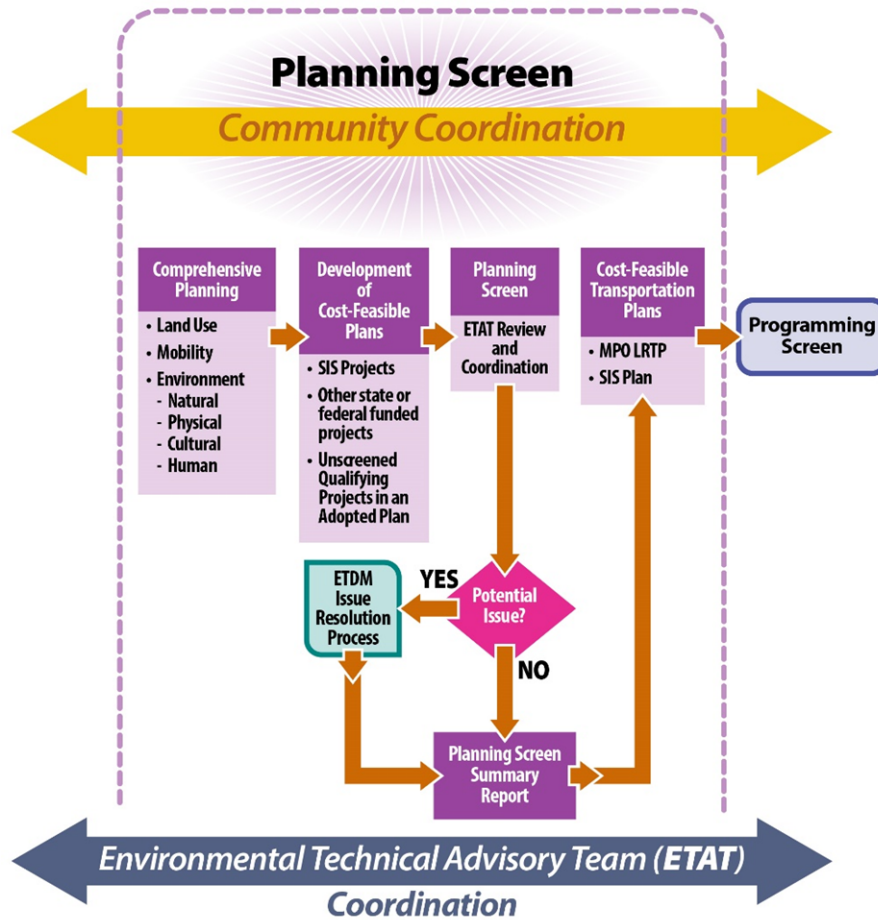 Planning Screen
Community Coordination
Comprehensive
Planning
• Land Use
• Mobility
• Environment
- Natural
- Physical
- Cultural
- Human
Development
of
Cost-Feasible
Plans
• SIS Projects
• Other state or
federal funded
projects
• Unscreened
Qualifying
Projects in an
Adopted Plan
Planning
Screen
ETAT Review
and
Coordination
Cost-Feasible
Transportation
Plans
• MPO LRTP
• SIS Plan
Programming
Screen
Potential
Issue?
YES
ETDM
Issue
Resolution
Process
NO
Planning Screen
Summary
Report
Environmental Technical Advisory Team (ETAT)
Coordination